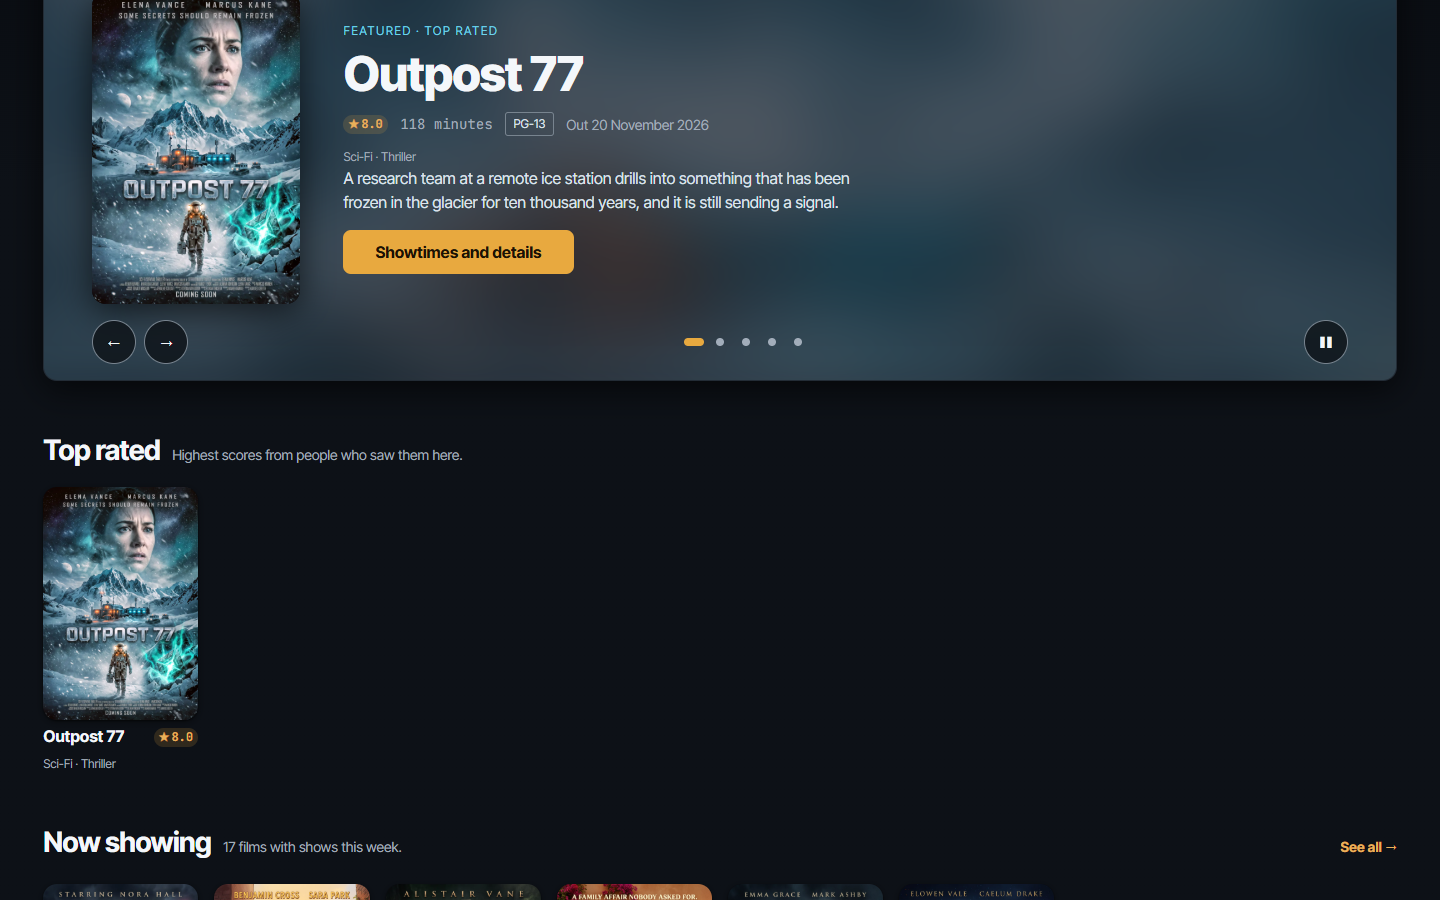 ELENA VANCE MARCUS KANE
SOME SECRETS SHOULD REMAIN FROZEN
OUTPOST 77
COMING SOON
FEATURED · TOP RATED
Outpost 77
★ 8.0 118 minutes PG-13 Out 20 November 2026
Sci-Fi · Thriller
A research team at a remote ice station drills into something that has been
frozen in the glacier for ten thousand years, and it is still sending a signal.
Showtimes and details
← →
Top rated Highest scores from people who saw them here.
ELENA VANCE MARCUS KANE
SOME SECRETS SHOULD REMAIN FROZEN
OUTPOST 77
COMING SOON
Outpost 77 ★ 8.0
Sci-Fi · Thriller
Now showing 17 films with shows this week. See all →
STARRING NORA HALL
BENJAMIN CROSS SARA PARK
ALISTAIR VANE
A FAMILY AFFAIR NOBODY ASKED FOR.
EMMA GRACE MARK ASHBY
ELOWEN VALE CAELUM DRAKE